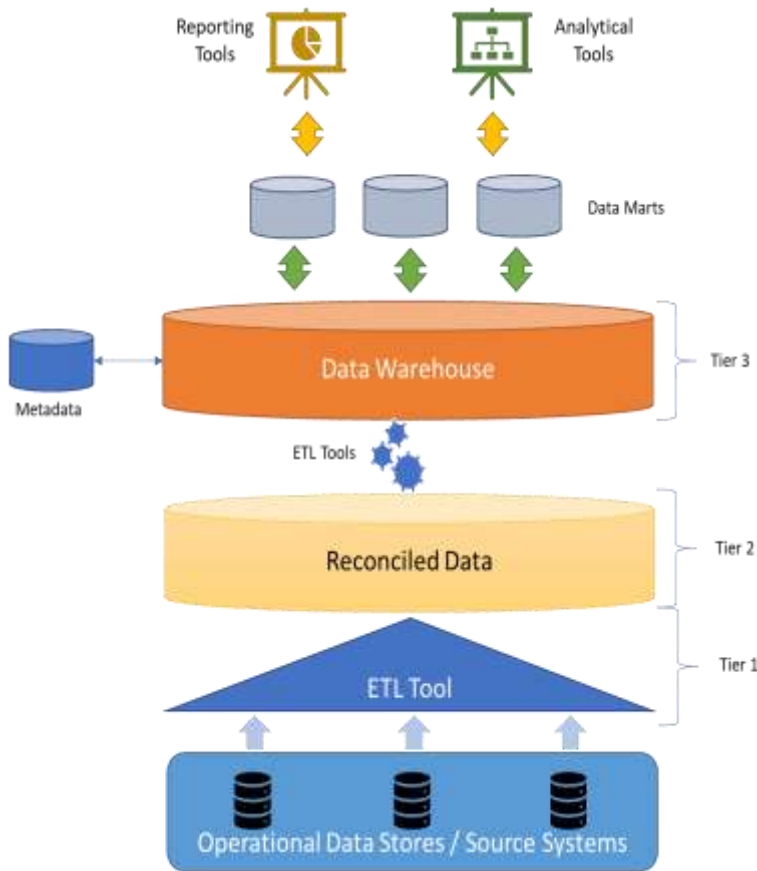 Reporting
Tools
Analytical
Tools
Data Marts
Data Warehouse
Tier 3
Metadata
ETL Tools
Reconciled Data
Tier 2
Tier 1
ETL Tool
Operational Data Stores / Source Systems